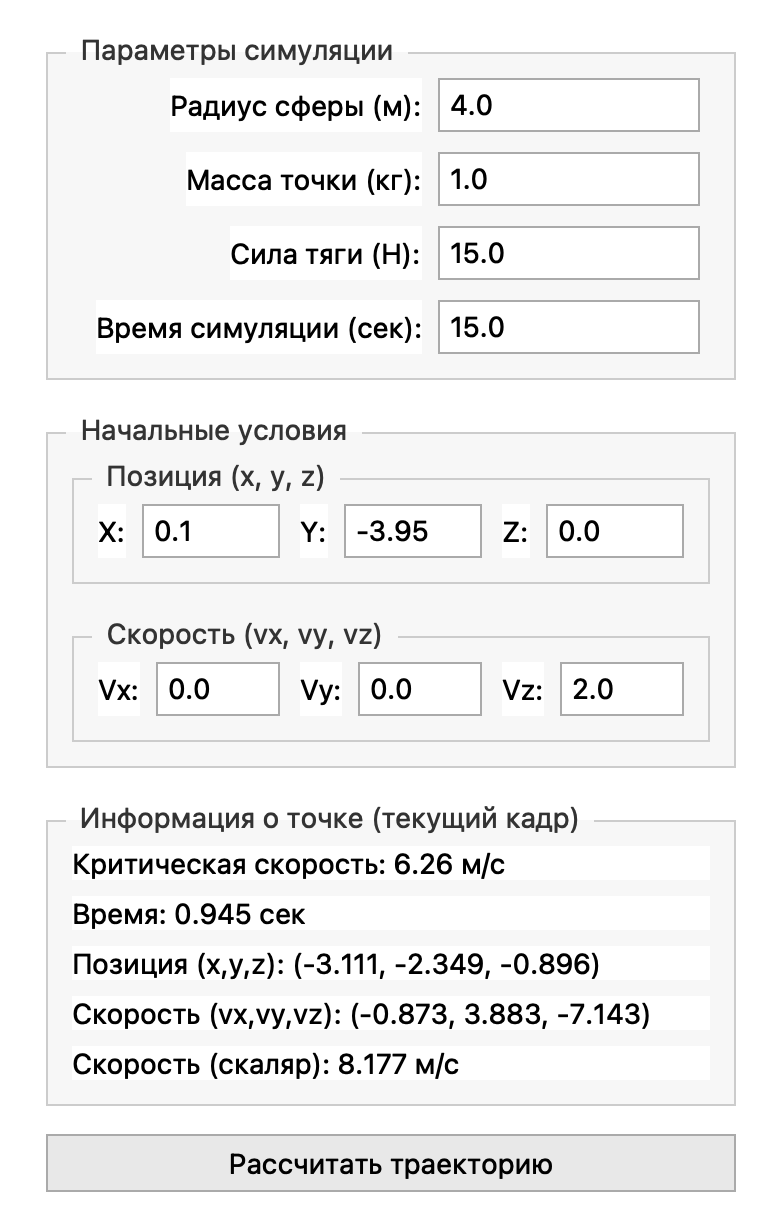 Параметры симуляции
Радиус сферы (м): 4.0
Масса точки (кг): 1.0
Сила тяги (Н): 15.0
Время симуляции (сек): 15.0
Начальные условия
Позиция (x, y, z)
X: 0.1 Y: -3.95 Z: 0.0
Скорость (vx, vy, vz)
Vx: 0.0 Vy: 0.0 Vz: 2.0
Информация о точке (текущий кадр)
Критическая скорость: 6.26 м/с
Время: 0.945 сек
Позиция (x,y,z): (-3.111, -2.349, -0.896)
Скорость (vx,vy,vz): (-0.873, 3.883, -7.143)
Скорость (скаляр): 8.177 м/с
Рассчитать траекторию